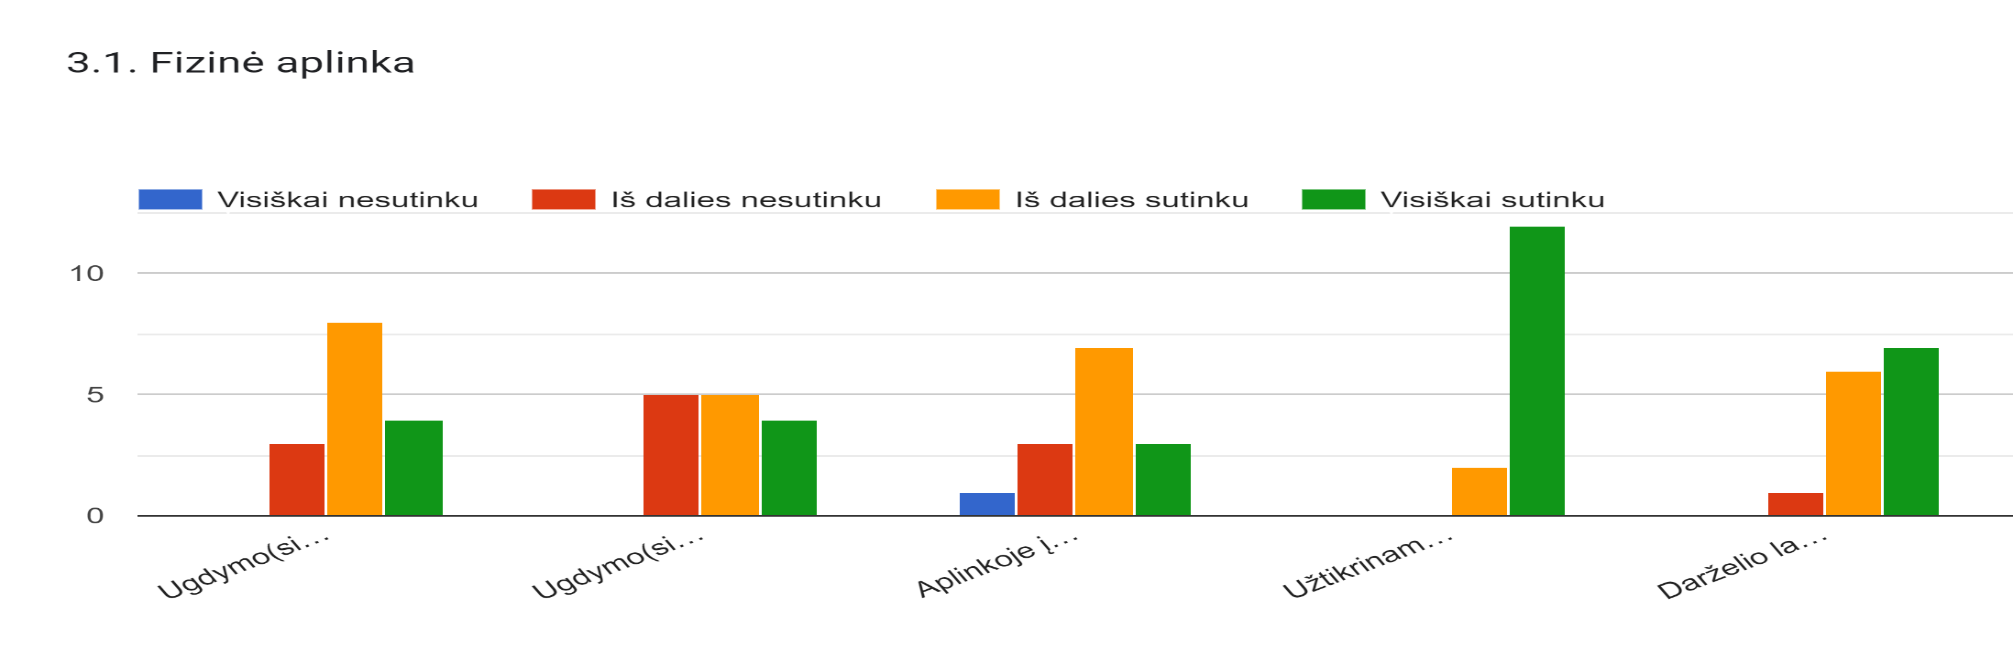 3.1. Fizinė aplinka
Visiškai nesutinku Iš dalies nesutinku Iš dalies sutinku Visiškai sutinku
10
5
0
Ugdymo(si… Ugdymo(si… Aplinkoje į… Užtikrinam… Darželio la…